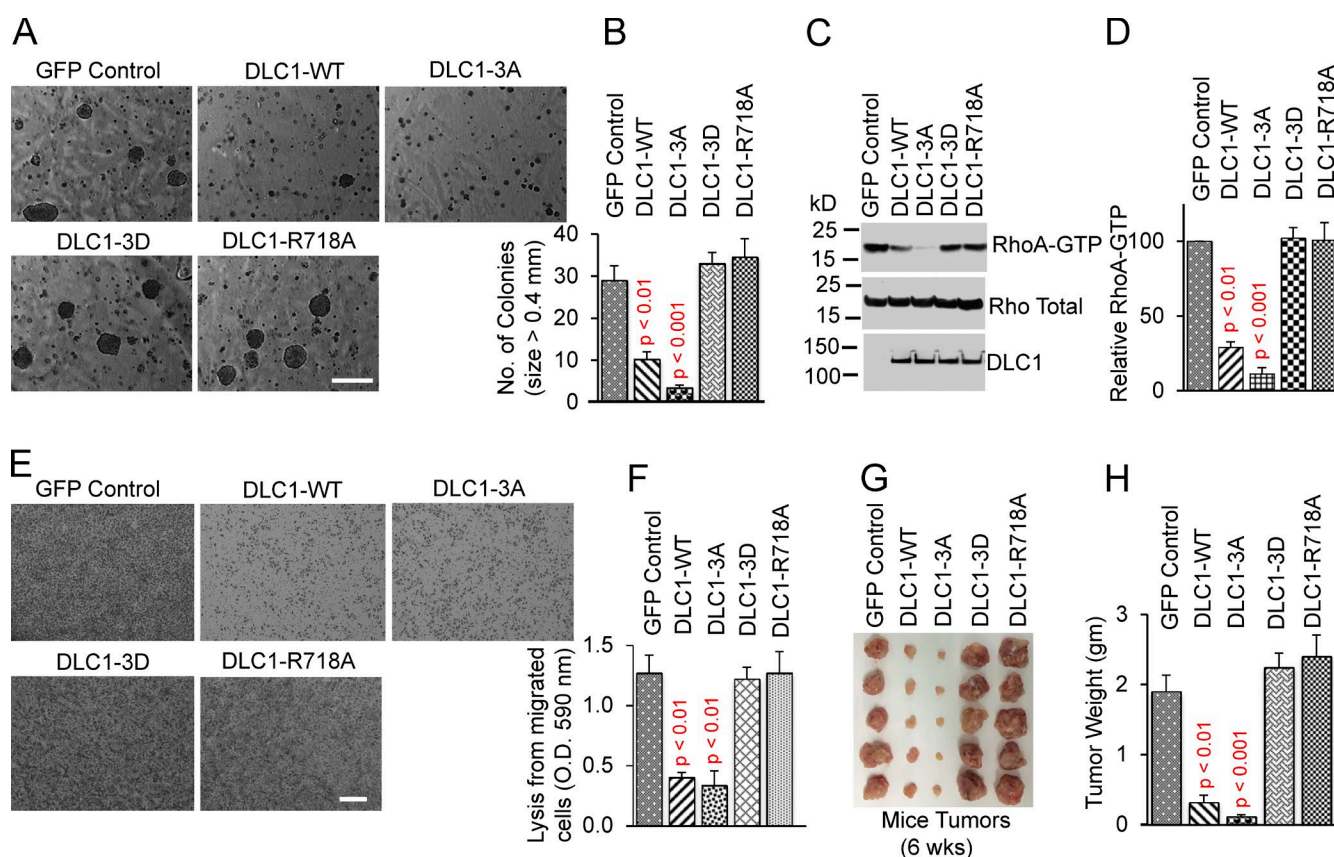 A
GFP Control
DLC1-WT
DLC1-3A
DLC1-3D
DLC1-R718A
B
GFP Control
DLC1-WT
DLC1-3A
DLC1-3D
DLC1-R718A
No. of Colonies
(size > 0.4 mm)
40
30
20
10
0
p < 0.01
p < 0.001
C
GFP Control
DLC1-WT
DLC1-3A
DLC1-3D
DLC1-R718A
kD
25
15
RhoA-GTP
25
15
Rho Total
150
100
DLC1
D
GFP Control
DLC1-WT
DLC1-3A
DLC1-3D
DLC1-R718A
Relative RhoA-GTP
100
50
0
p < 0.01
p < 0.001
E
GFP Control
DLC1-WT
DLC1-3A
DLC1-3D
DLC1-R718A
F
GFP Control
DLC1-WT
DLC1-3A
DLC1-3D
DLC1-R718A
Lysis from migrated
cells (O.D. 590 nm)
1.5
1.0
0.5
0.0
p < 0.01
p < 0.01
G
GFP Control
DLC1-WT
DLC1-3A
DLC1-3D
DLC1-R718A
Mice Tumors
(6 wks)
H
GFP Control
DLC1-WT
DLC1-3A
DLC1-3D
DLC1-R718A
Tumor Weight (gm)
3
2
1
0
p < 0.01
p < 0.001